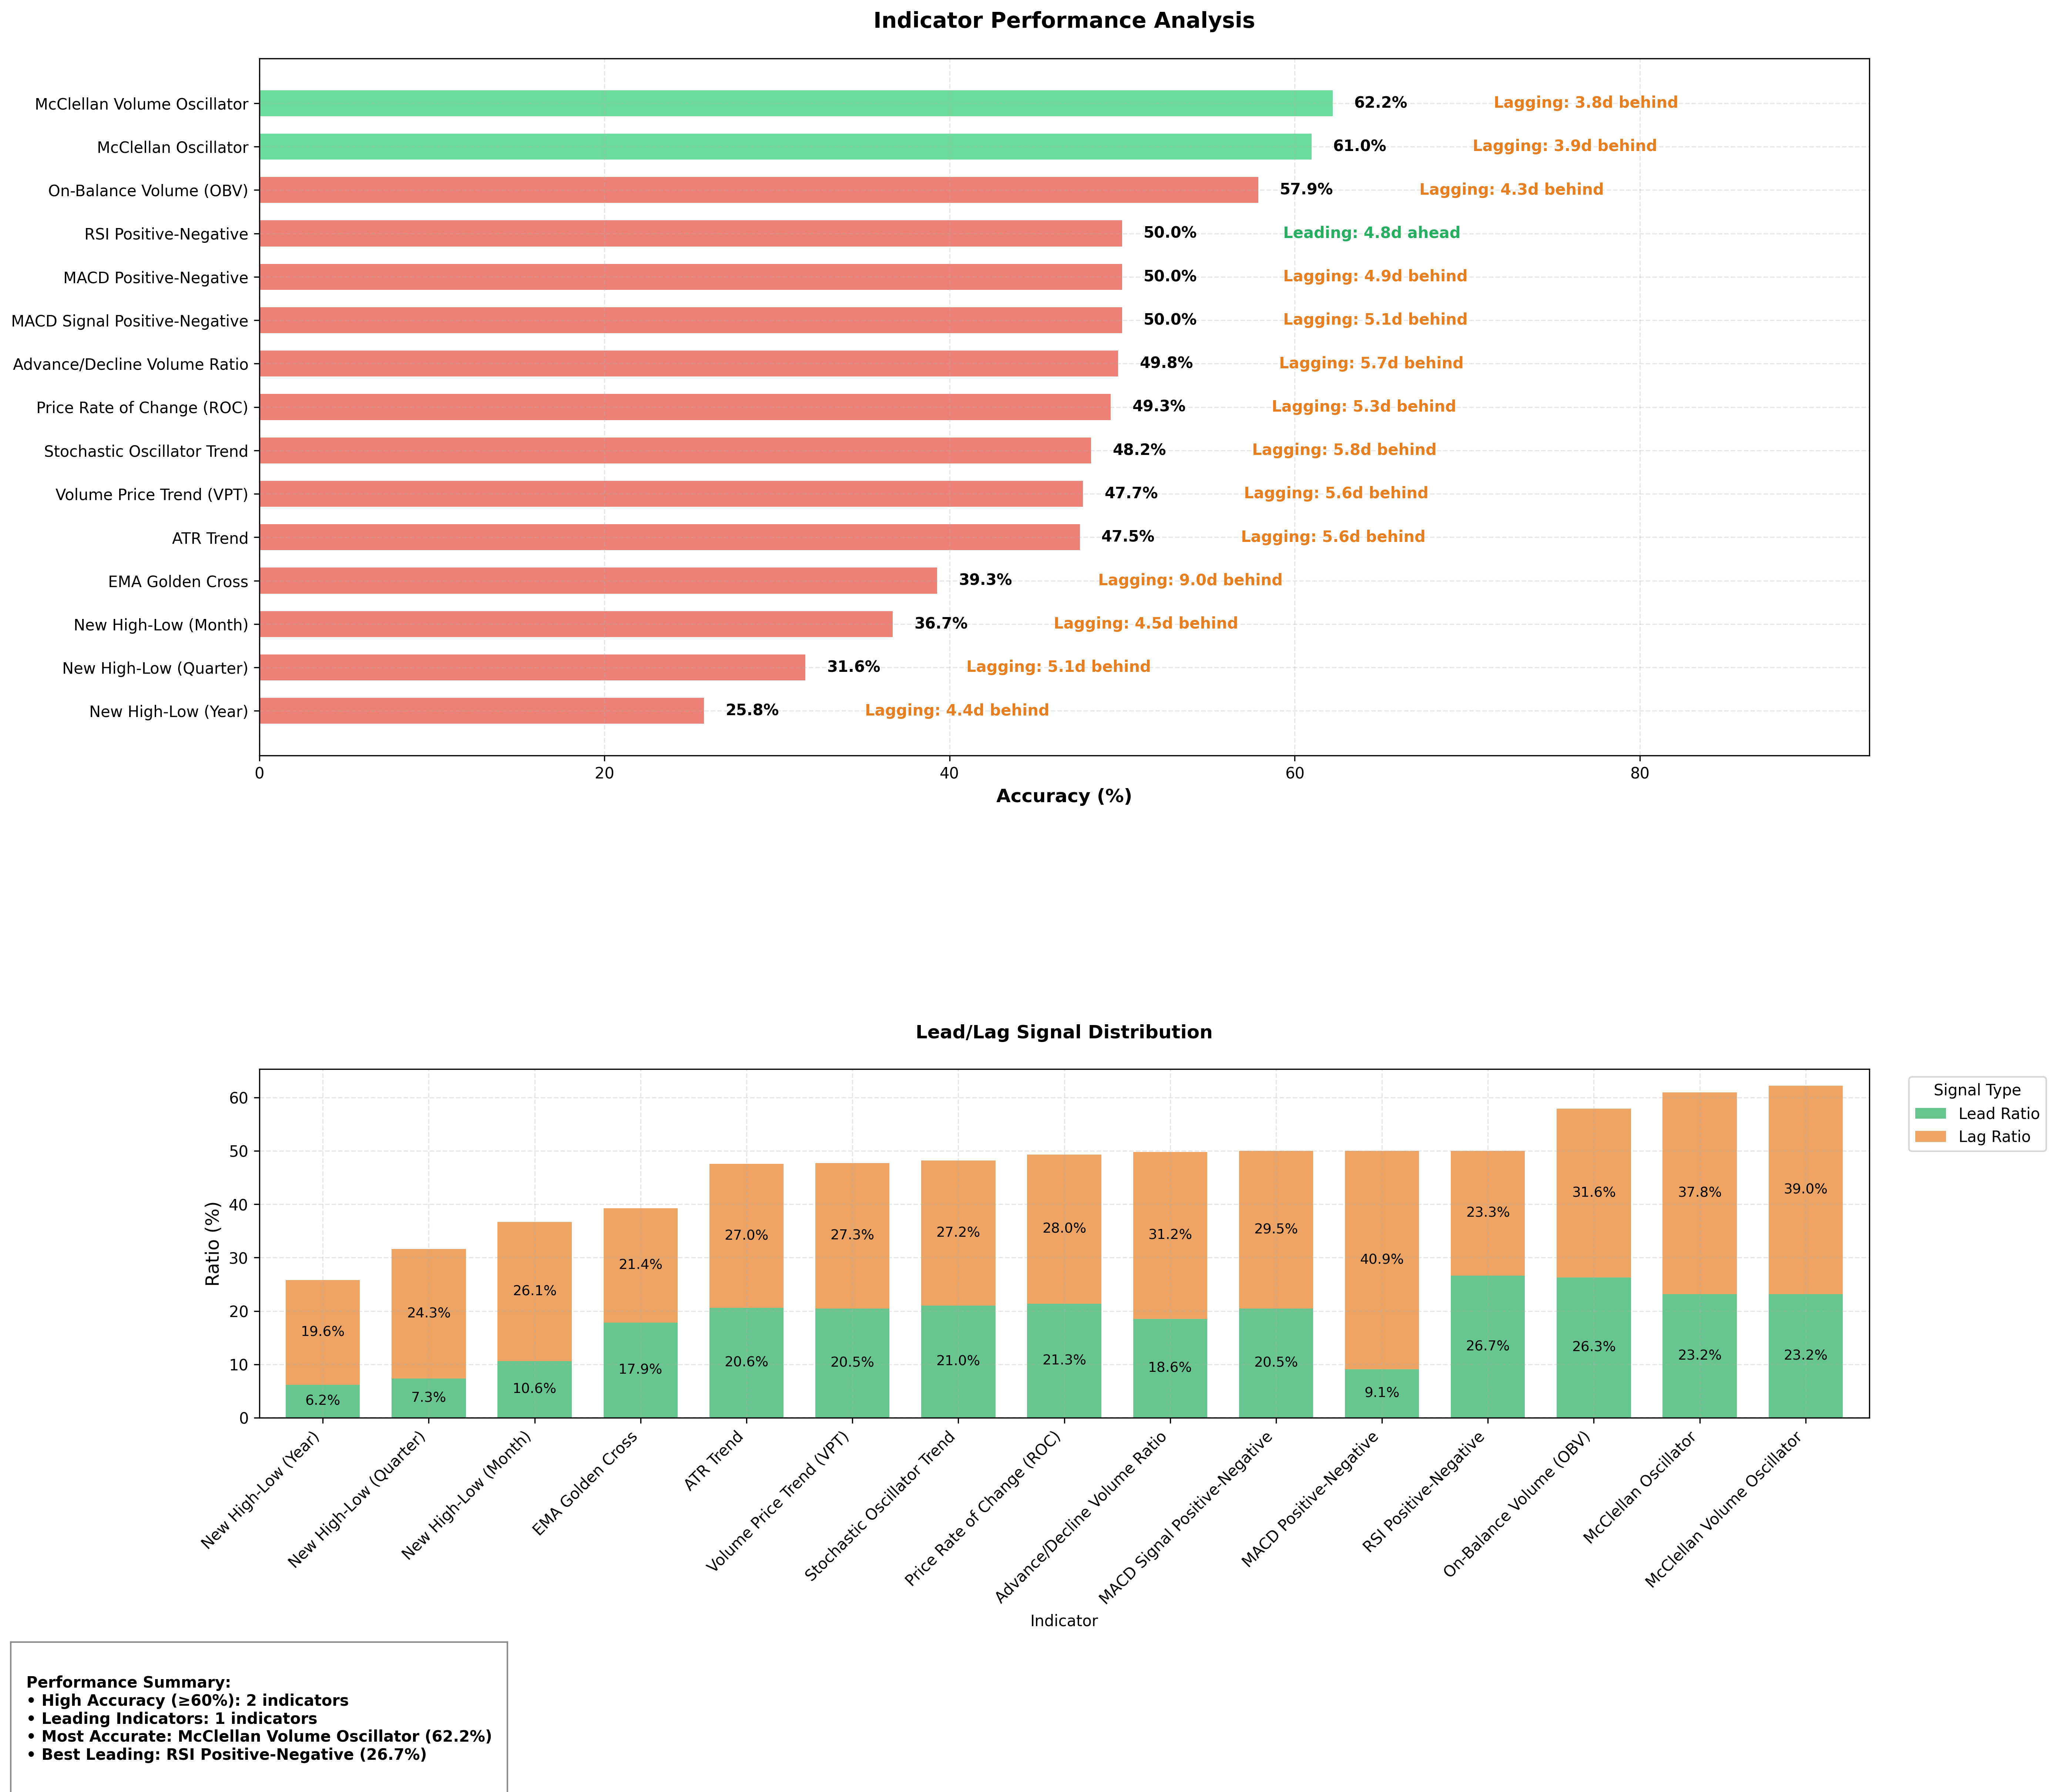 Indicator Performance Analysis
McClellan Volume Oscillator 62.2% Lagging: 3.8d behind
McClellan Oscillator 61.0% Lagging: 3.9d behind
On-Balance Volume (OBV) 57.9% Lagging: 4.3d behind
RSI Positive-Negative 50.0% Leading: 4.8d ahead
MACD Positive-Negative 50.0% Lagging: 4.9d behind
MACD Signal Positive-Negative 50.0% Lagging: 5.1d behind
Advance/Decline Volume Ratio 49.8% Lagging: 5.7d behind
Price Rate of Change (ROC) 49.3% Lagging: 5.3d behind
Stochastic Oscillator Trend 48.2% Lagging: 5.8d behind
Volume Price Trend (VPT) 47.7% Lagging: 5.6d behind
ATR Trend 47.5% Lagging: 5.6d behind
EMA Golden Cross 39.3% Lagging: 9.0d behind
New High-Low (Month) 36.7% Lagging: 4.5d behind
New High-Low (Quarter) 31.6% Lagging: 5.1d behind
New High-Low (Year) 25.8% Lagging: 4.4d behind
0 20 40 60 80
Accuracy (%)
Lead/Lag Signal Distribution
Signal Type
Lead Ratio
Lag Ratio
Ratio (%)
60
50
40
30
20
10
0
19.6% 24.3% 26.1% 21.4% 27.0% 27.3% 27.2% 28.0% 31.2% 29.5% 40.9% 23.3% 31.6% 37.8% 39.0%
6.2% 7.3% 10.6% 17.9% 20.6% 20.5% 21.0% 21.3% 18.6% 20.5% 9.1% 26.7% 26.3% 23.2% 23.2%
New High-Low (Year)
New High-Low (Quarter)
New High-Low (Month)
EMA Golden Cross
ATR Trend
Volume Price Trend (VPT)
Stochastic Oscillator Trend
Price Rate of Change (ROC)
Advance/Decline Volume Ratio
MACD Signal Positive-Negative
MACD Positive-Negative
RSI Positive-Negative
On-Balance Volume (OBV)
McClellan Oscillator
McClellan Volume Oscillator
Indicator
Performance Summary:
• High Accuracy (≥60%): 2 indicators
• Leading Indicators: 1 indicators
• Most Accurate: McClellan Volume Oscillator (62.2%)
• Best Leading: RSI Positive-Negative (26.7%)